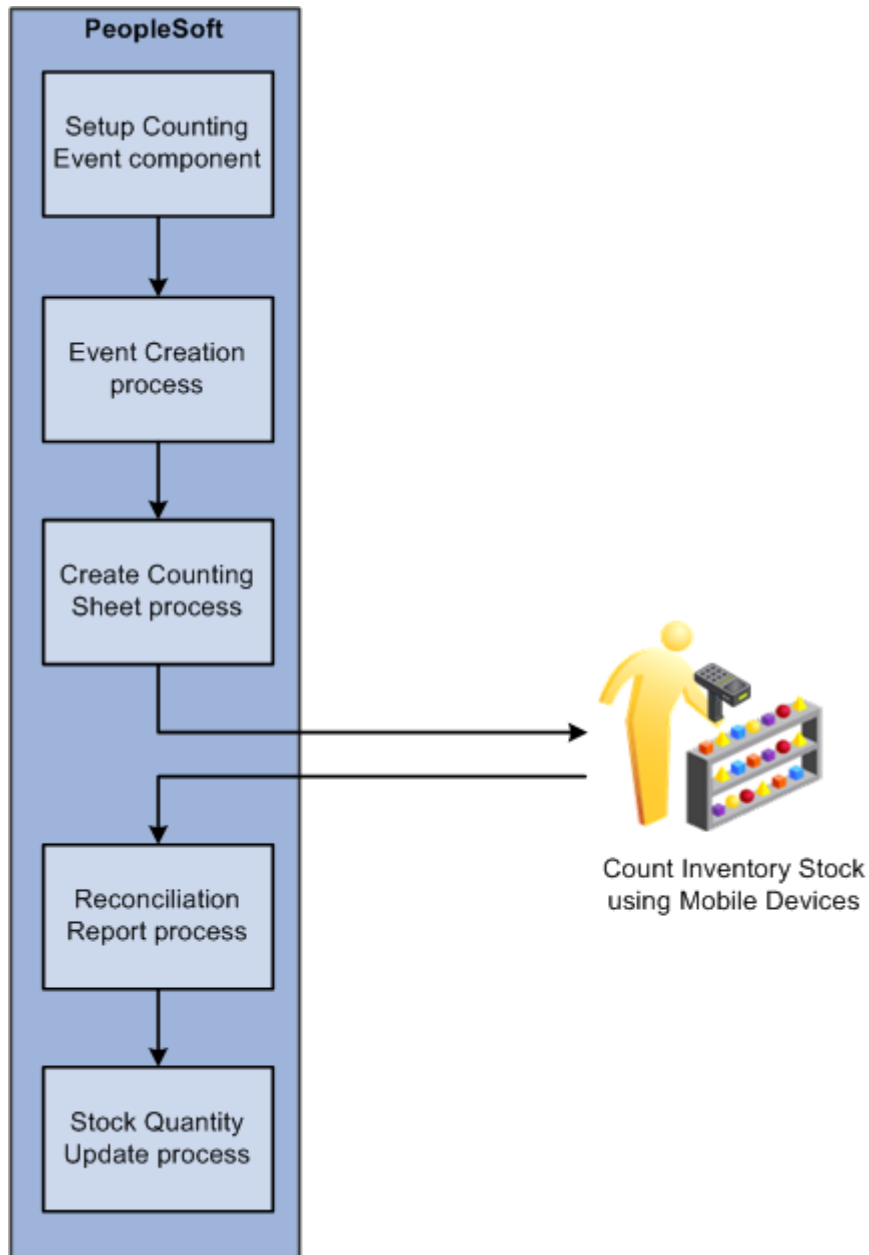 PeopleSoft
Setup Counting
Event component
Event Creation
process
Create Counting
Sheet process
Count Inventory Stock
using Mobile Devices
Reconciliation
Report process
Stock Quantity
Update process